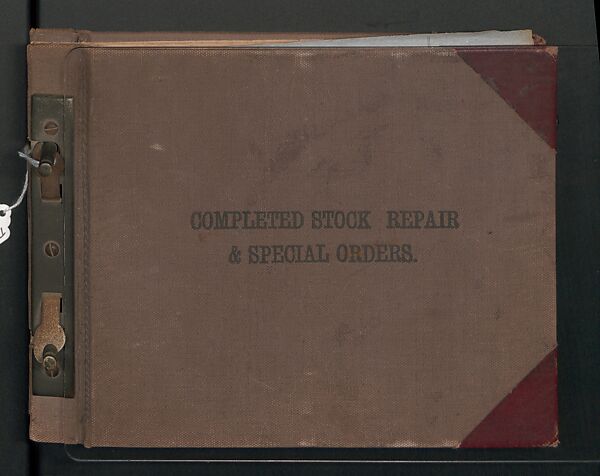 COMPLETED STOCK REPAIR
& SPECIAL ORDERS.